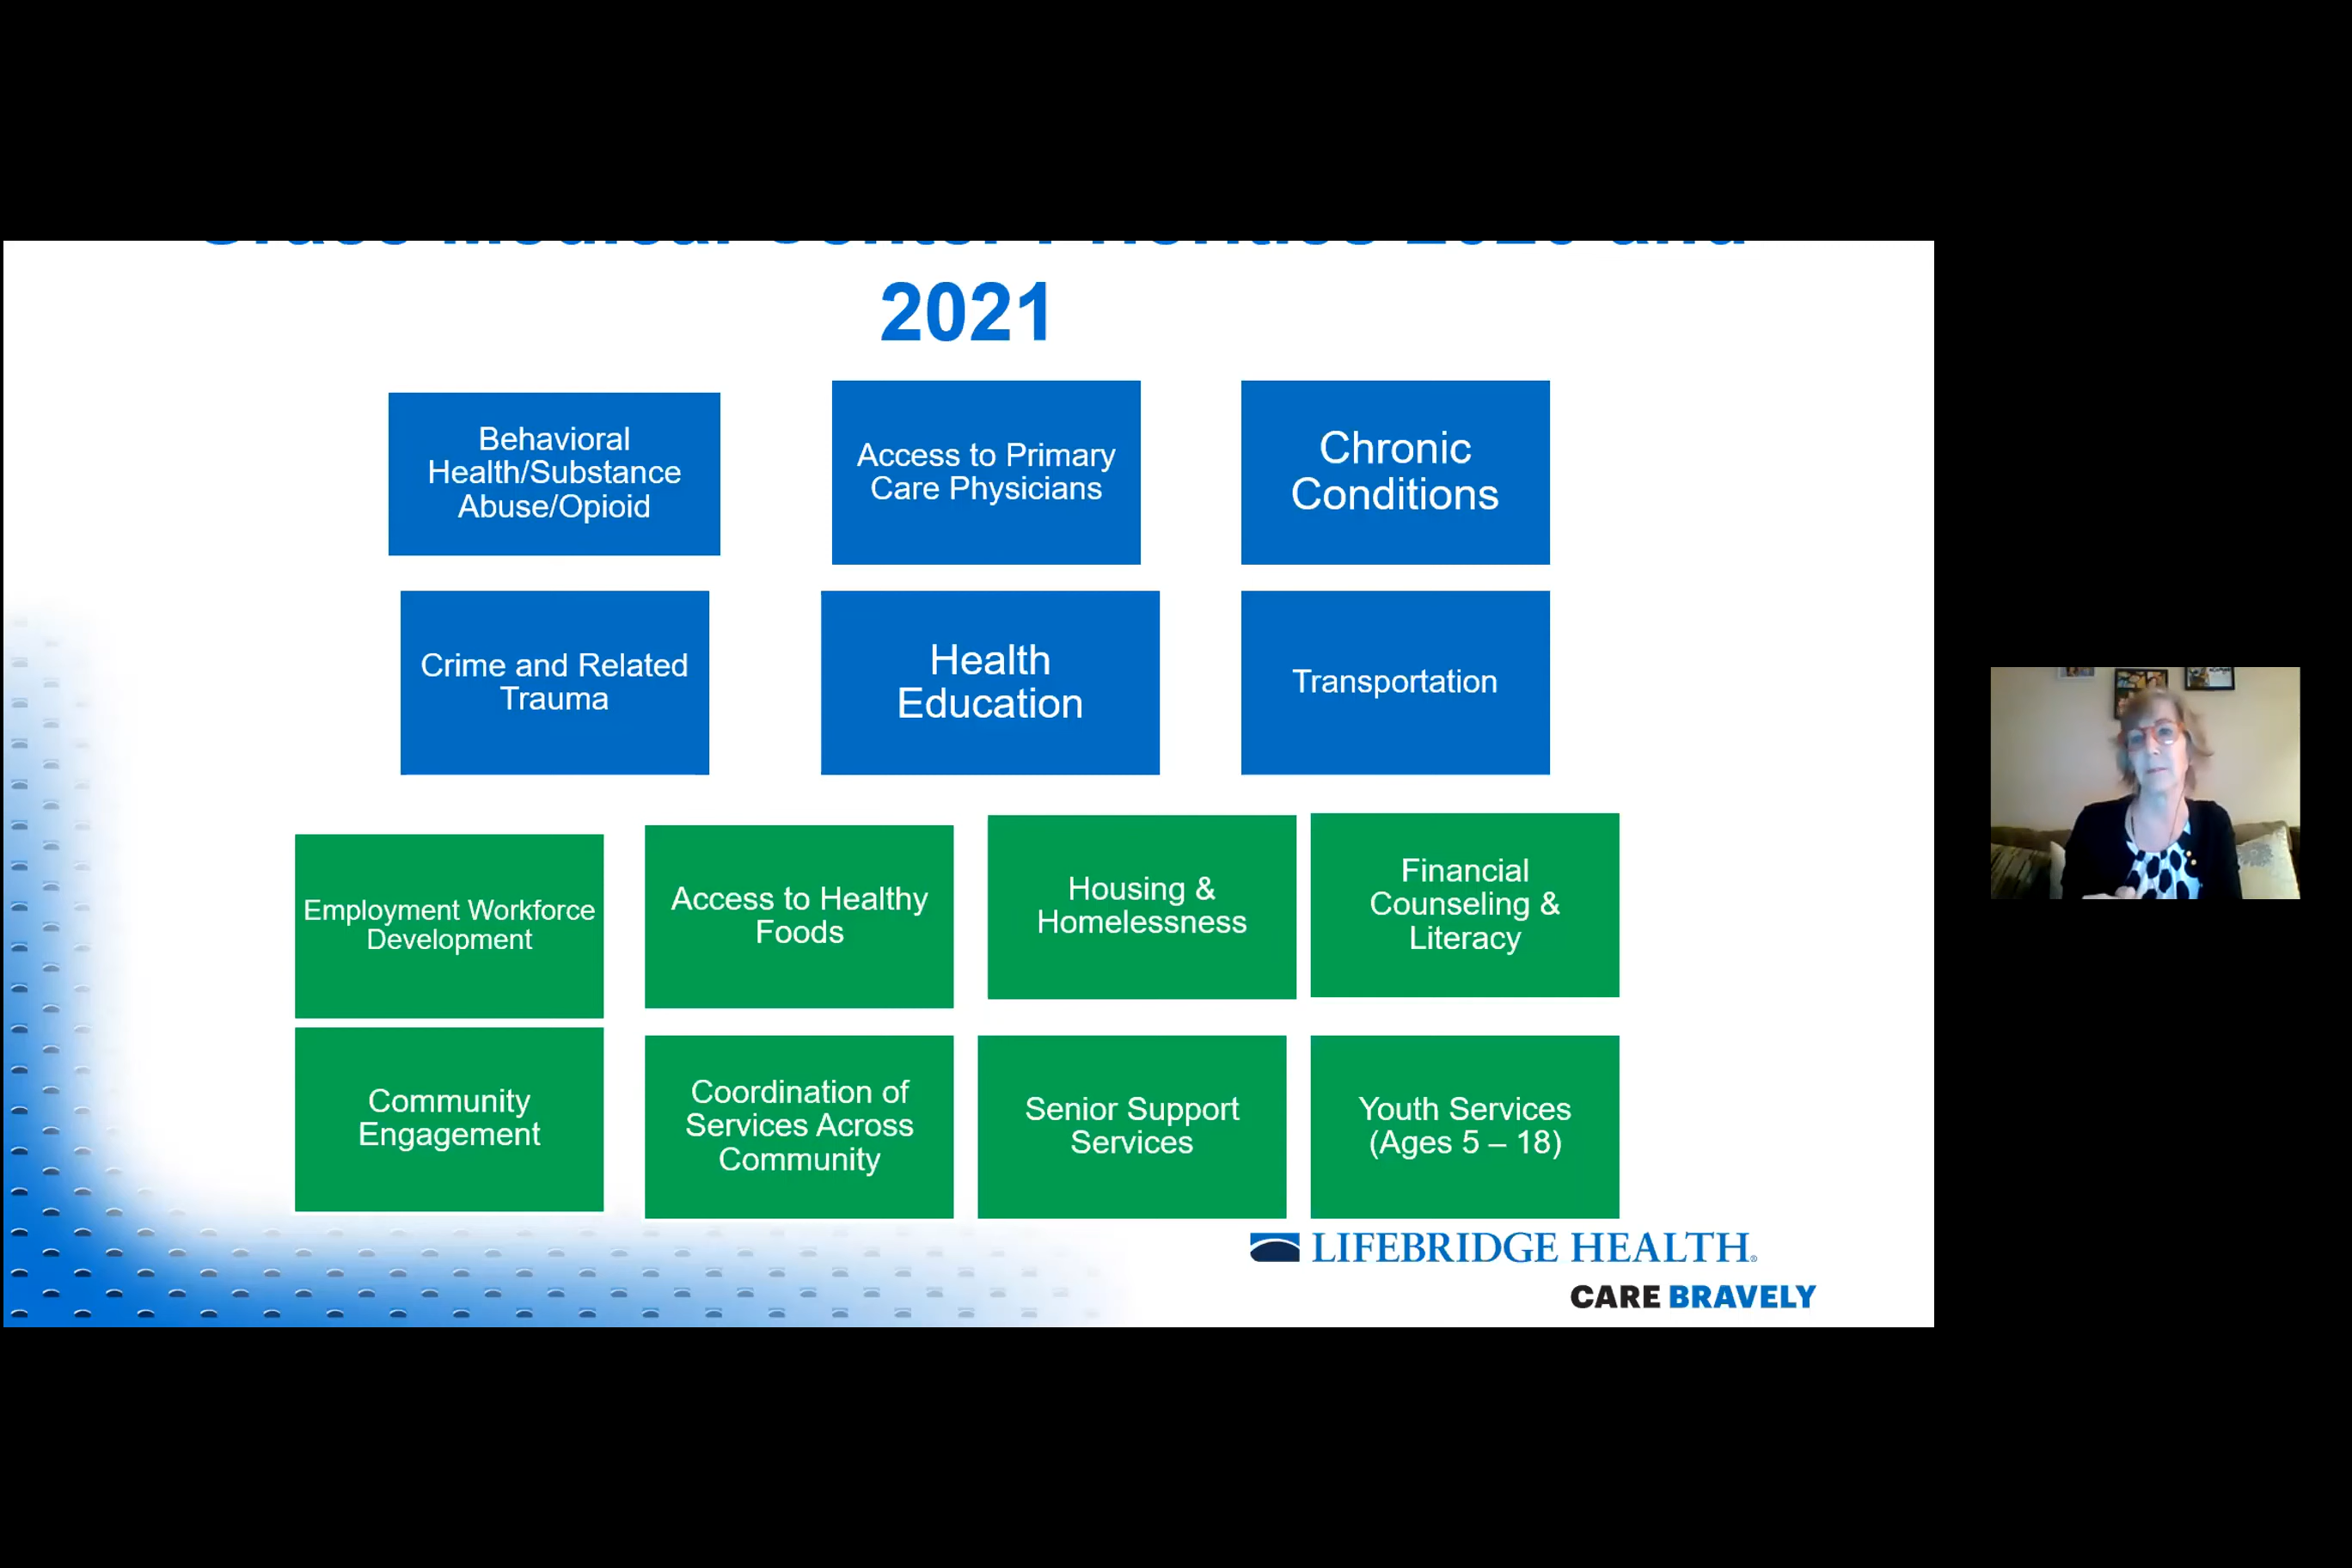 2021
Behavioral
Health/Substance
Abuse/Opioid
Access to Primary
Care Physicians
Chronic
Conditions
Crime and Related
Trauma
Health
Education
Transportation
Employment Workforce
Development
Access to Healthy
Foods
Housing &
Homelessness
Financial
Counseling &
Literacy
Community
Engagement
Coordination of
Services Across
Community
Senior Support
Services
Youth Services
(Ages 5 – 18)
LIFEBRIDGE HEALTH.
CARE BRAVELY